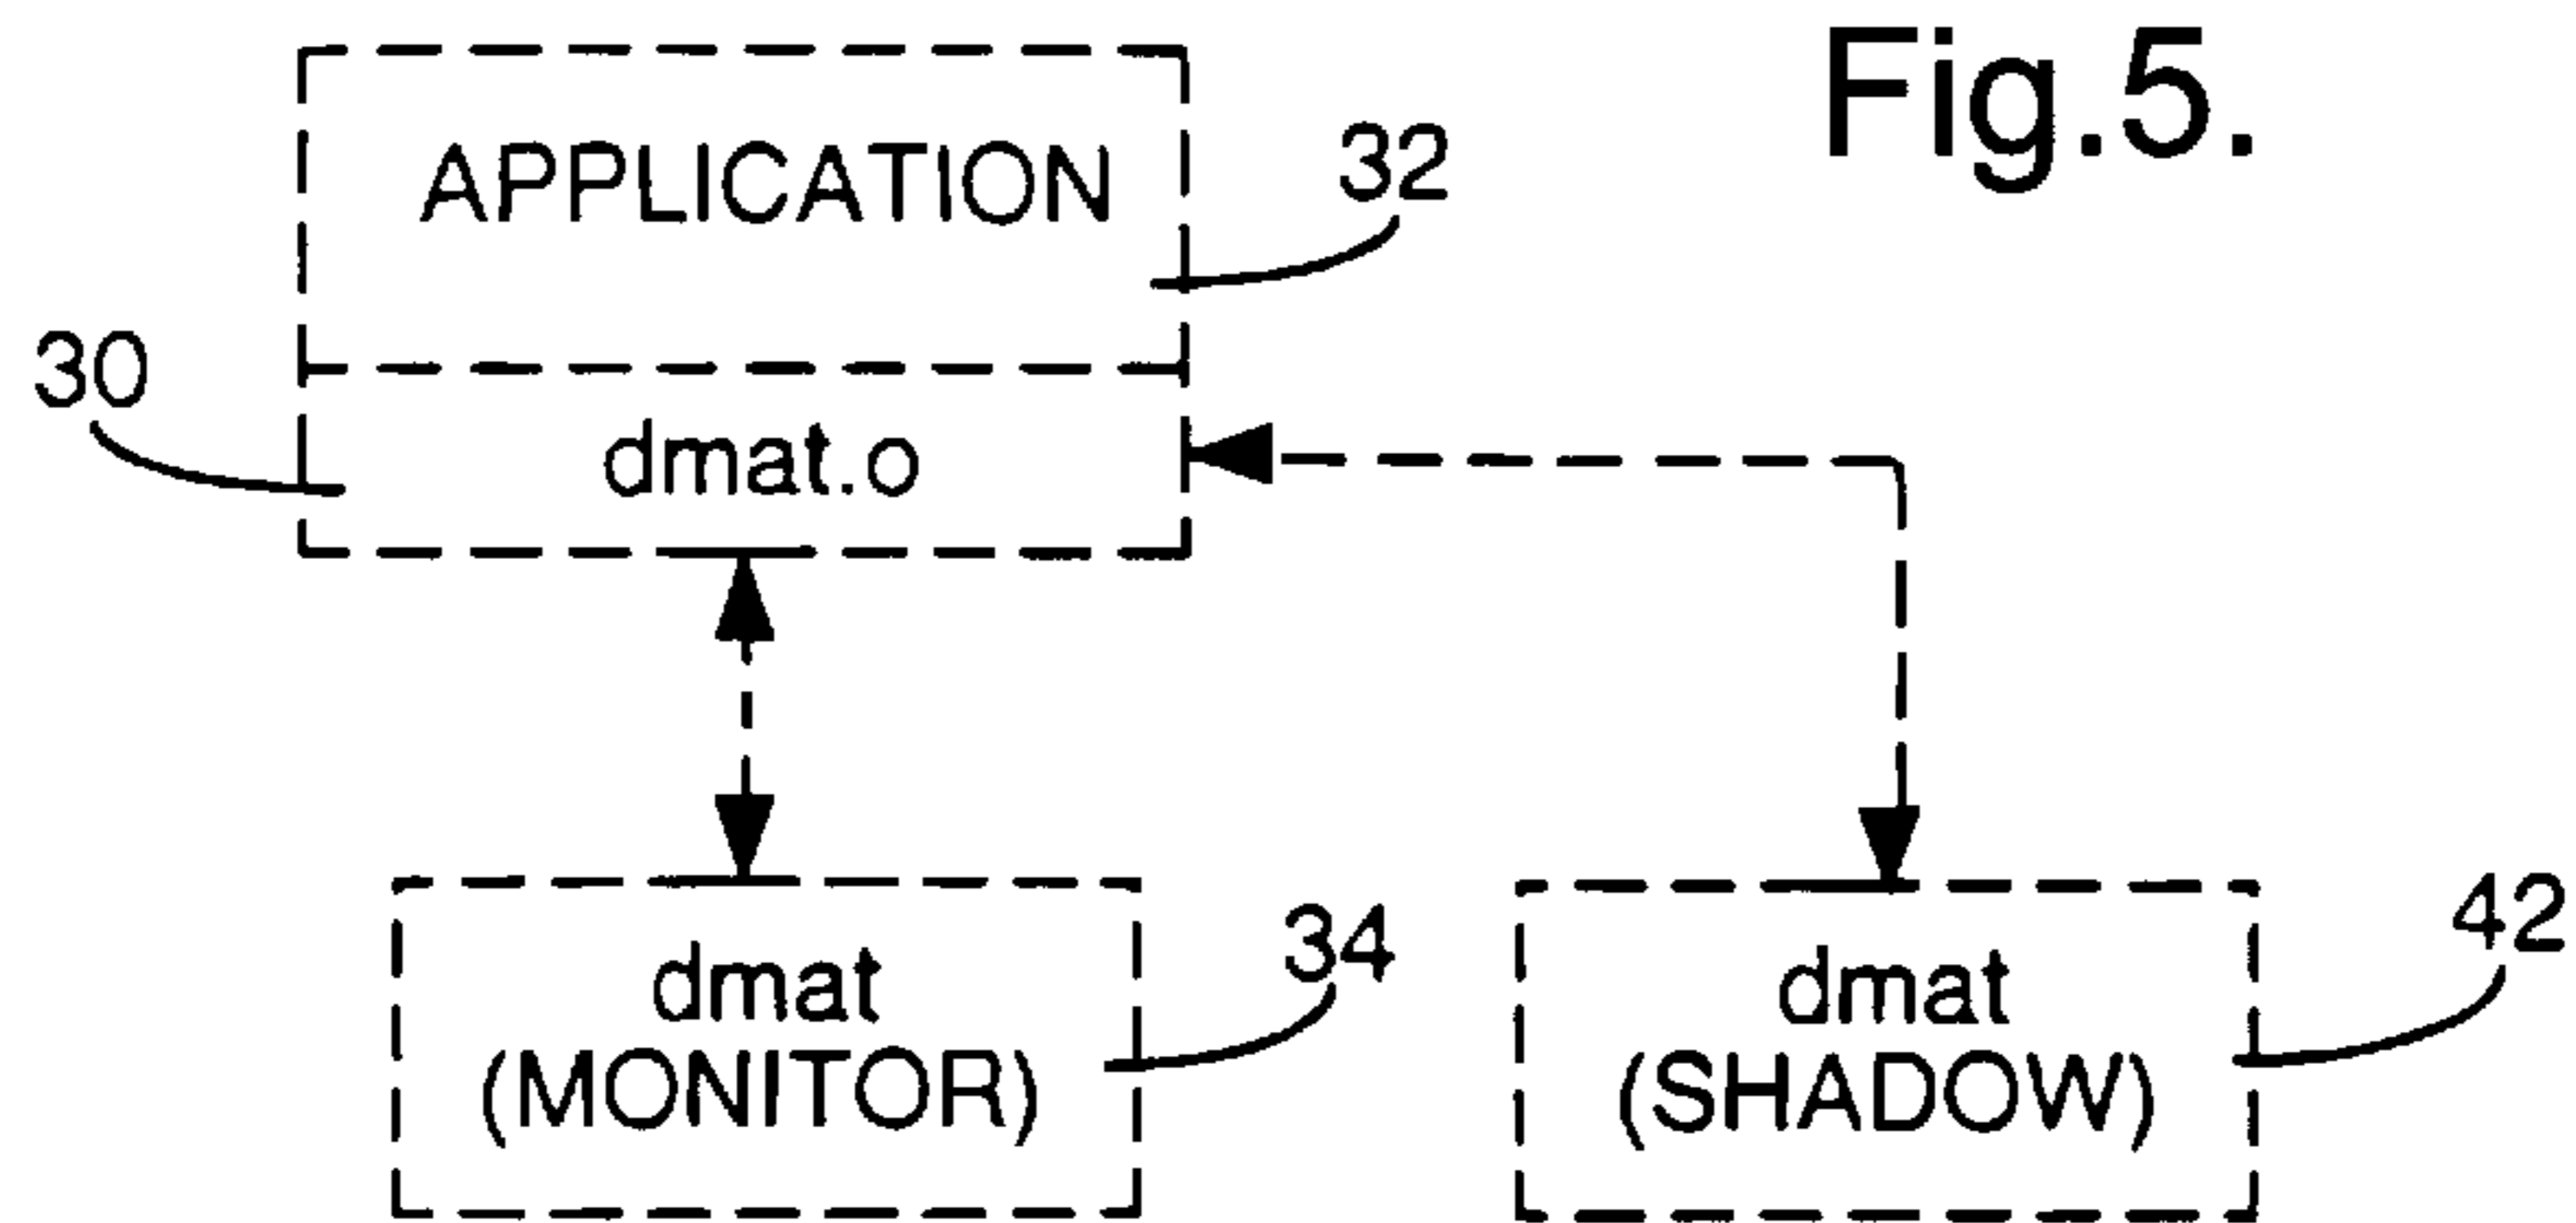 Fig.5.
APPLICATION
32
30
dmat.o
dmat
(MONITOR)
34
dmat
(SHADOW)
42